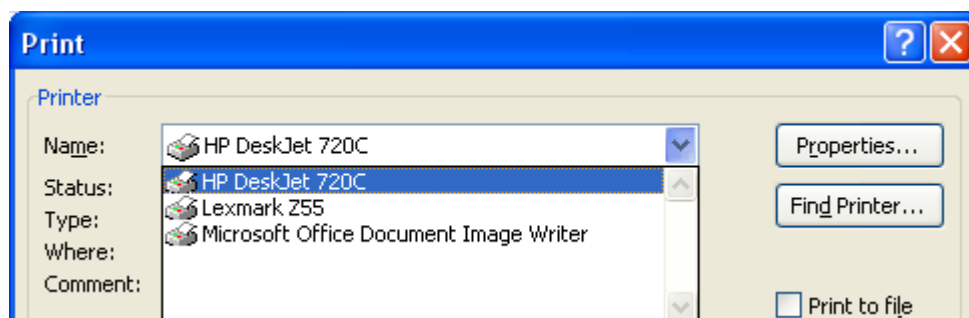 Print
Printer
Name:
HP DeskJet 720C
Properties...
HP DeskJet 720C
Status:
Lexmark Z55
Find Printer...
Type:
Microsoft Office Document Image Writer
Where:
Comment:
Print to file